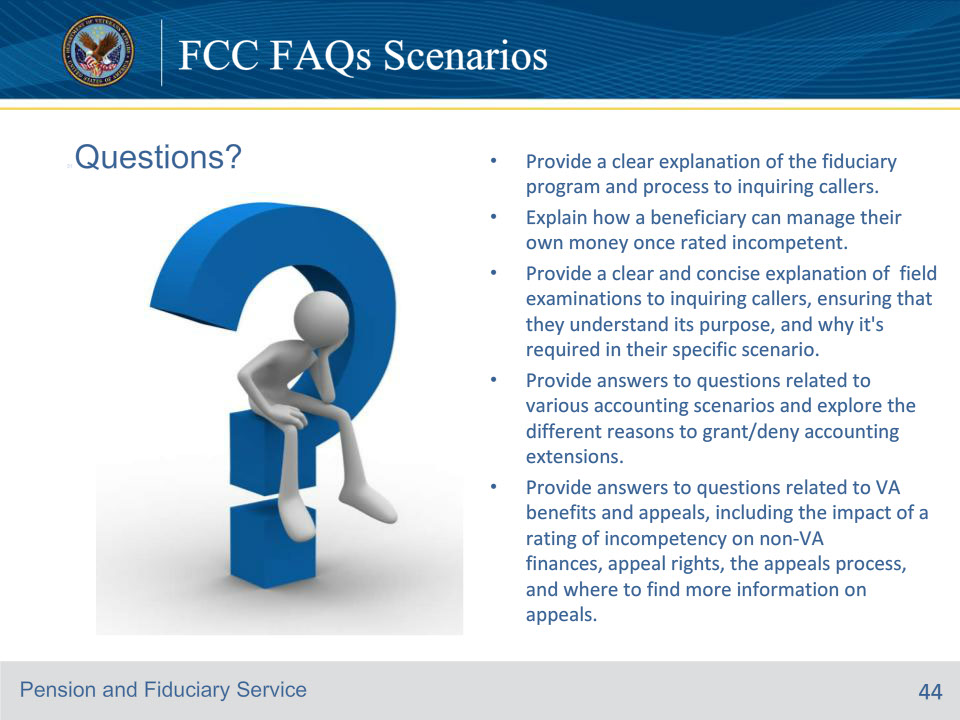 FCC FAQs Scenarios
Questions?
• Provide a clear explanation of the fiduciary
program and process to inquiring callers.
• Explain how a beneficiary can manage their
own money once rated incompetent.
• Provide a clear and concise explanation of  field
examinations to inquiring callers, ensuring that
they understand its purpose, and why it's
required in their specific scenario.
• Provide answers to questions related to
various accounting scenarios and explore the
different reasons to grant/deny accounting
extensions.
• Provide answers to questions related to VA
benefits and appeals, including the impact of a
rating of incompetency on non-VA
finances, appeal rights, the appeals process,
and where to find more information on
appeals.
Pension and Fiduciary Service
44